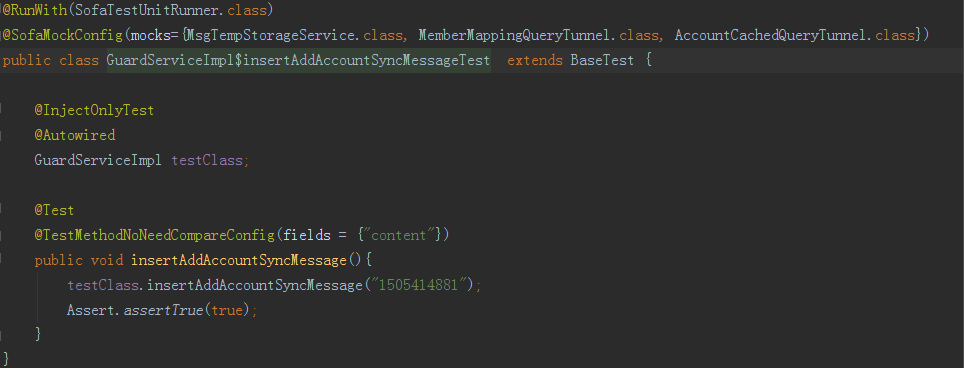 @RunWith(SofaTestUnitRunner.class)
@SofaMockConfig(mocks={MsgTempStorageService.class, MemberMappingQueryTunnel.class, AccountCachedQueryTunnel.class})
public class GuardServiceImpl$insertAddAccountSyncMessageTest  extends BaseTest {
@InjectOnlyTest
@Autowired
GuardServiceImpl testClass;
@Test
@TestMethodNoNeedCompareConfig(fields = {"content"})
public void insertAddAccountSyncMessage(){
testClass.insertAddAccountSyncMessage("1505414881");
Assert.assertTrue(true);
}
}